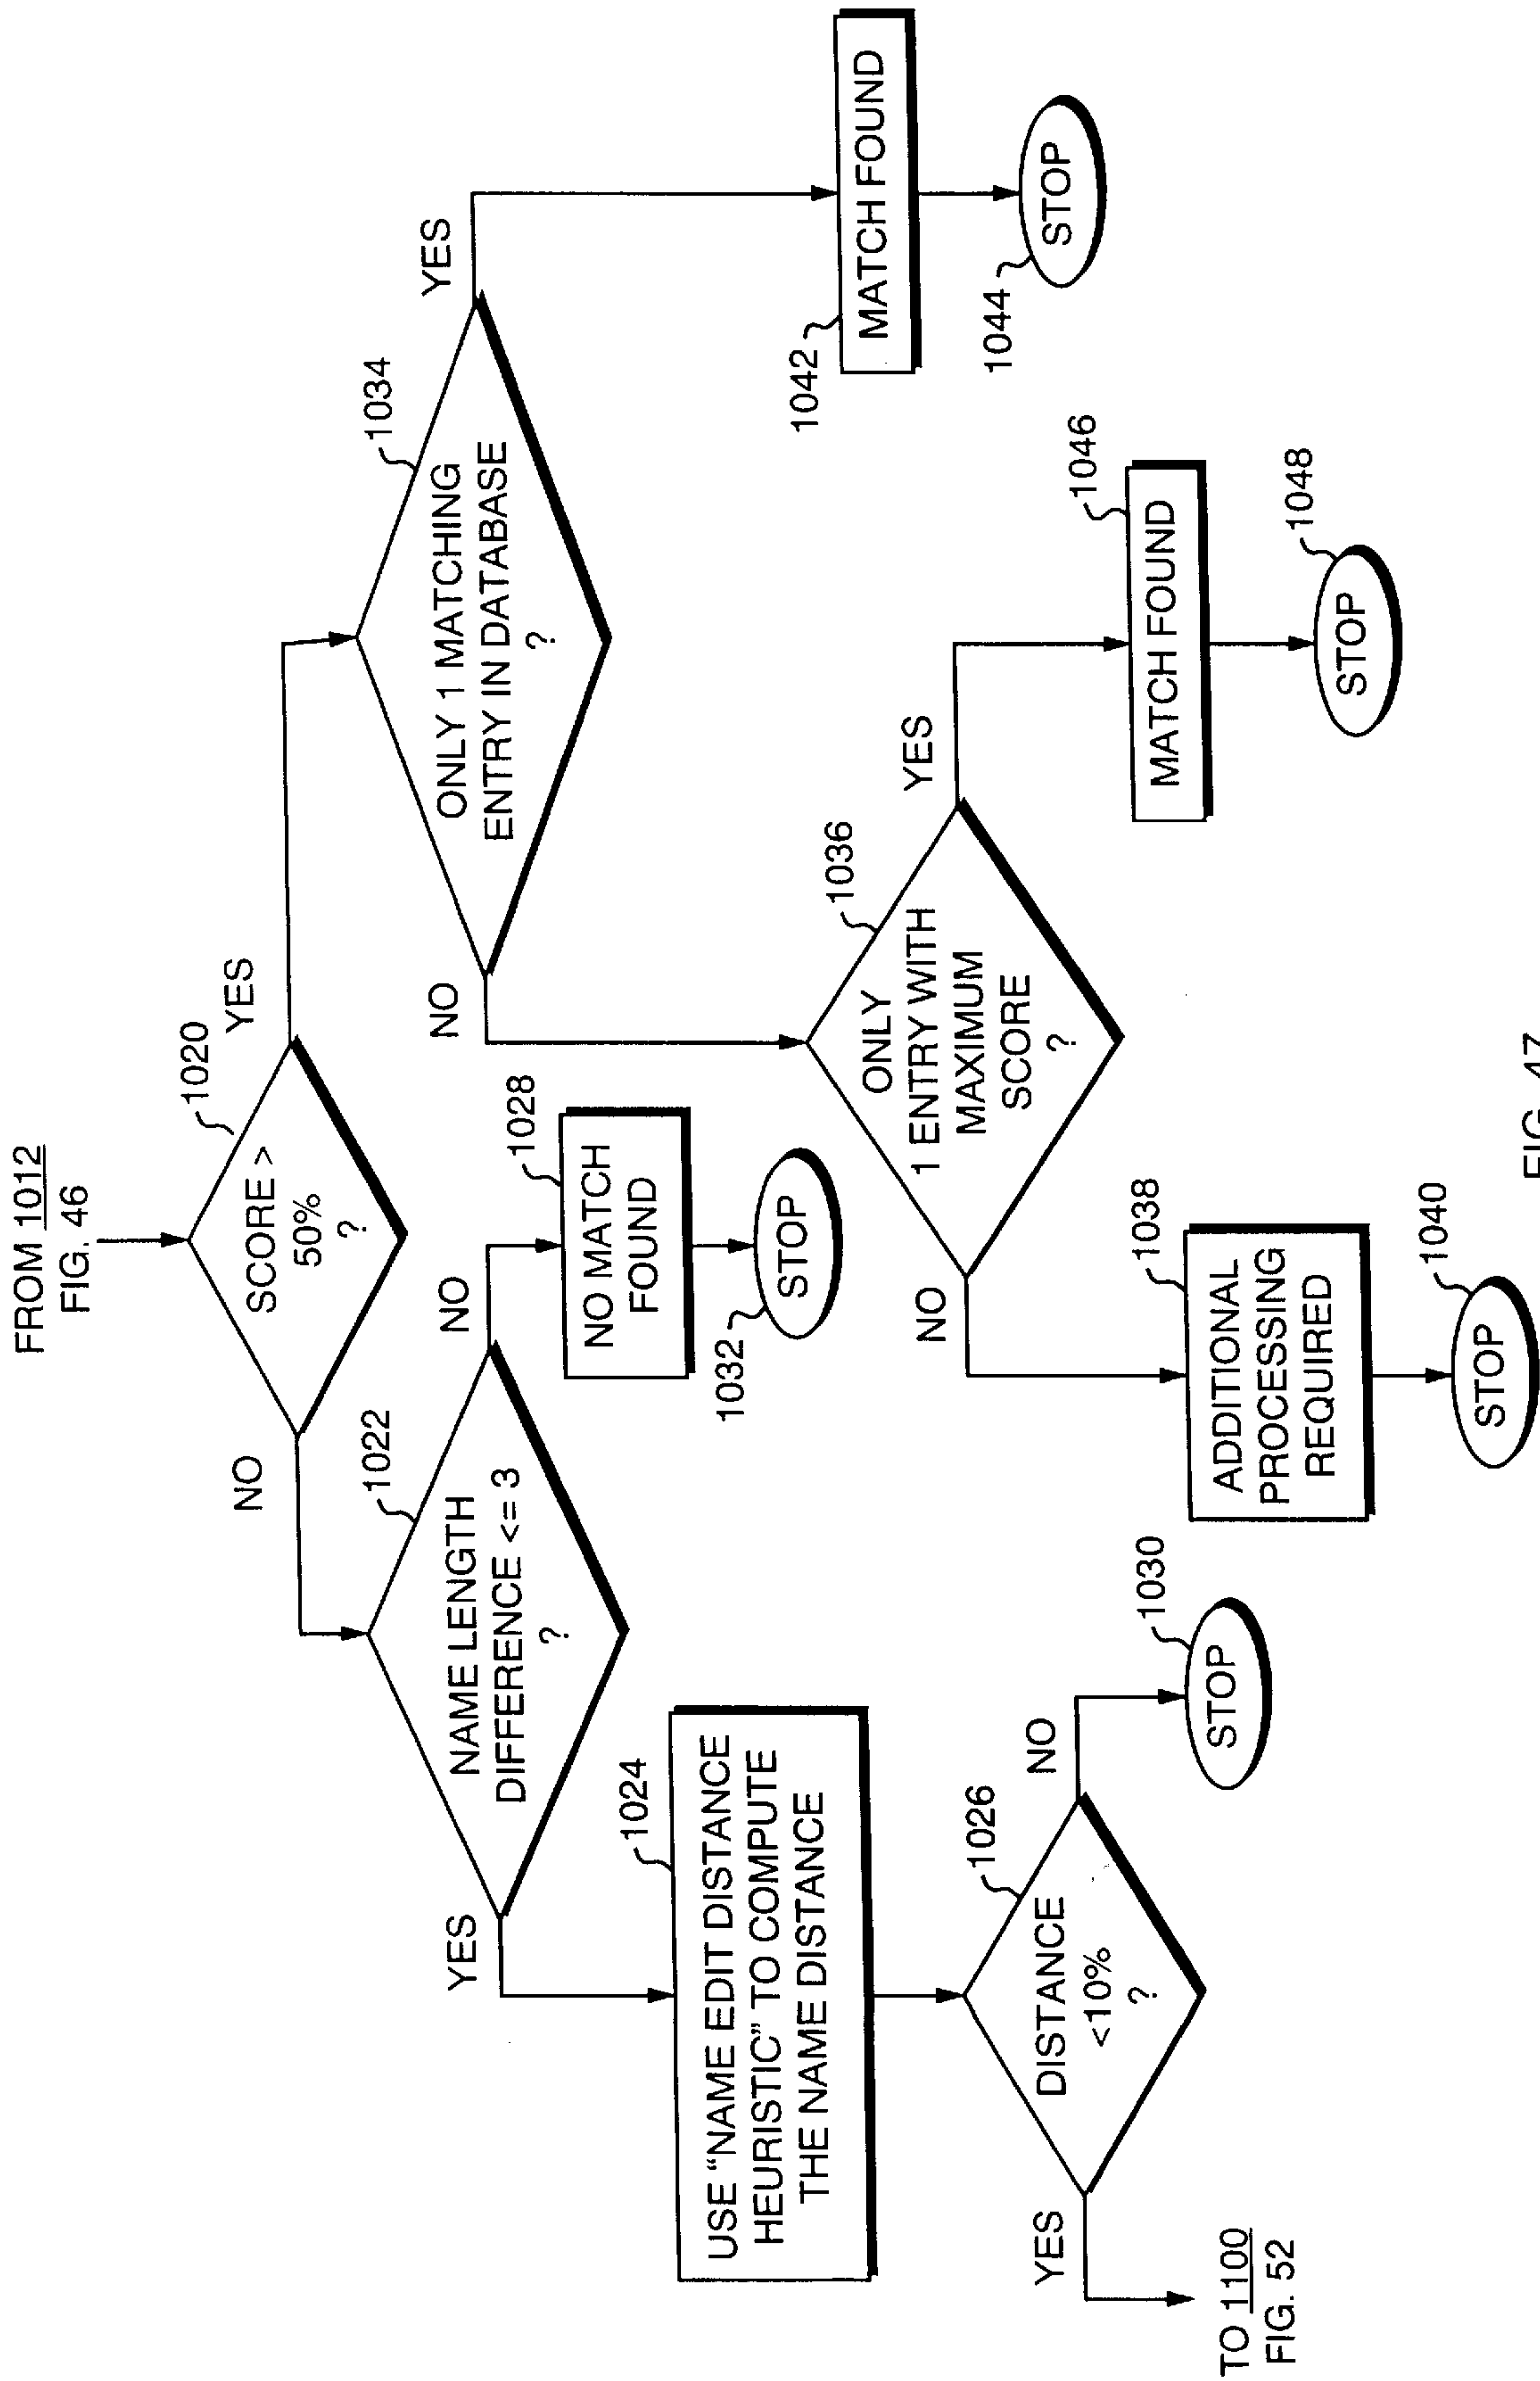 FROM 1012
FIG. 46
1020
SCORE >
50%
?
NO
YES
1022
NAME LENGTH
DIFFERENCE <= 3
?
YES
NO
1034
ONLY 1 MATCHING
ENTRY IN DATABASE
?
NO
YES
1028
NO MATCH
FOUND
1032
STOP
1024
USE "NAME EDIT DISTANCE
HEURISTIC" TO COMPUTE
THE NAME DISTANCE
1036
ONLY
1 ENTRY WITH
MAXIMUM
SCORE
?
NO
YES
1042
MATCH FOUND
1044
STOP
1026
DISTANCE
<10%
?
YES
NO
1030
STOP
1038
ADDITIONAL
PROCESSING
REQUIRED
1040
STOP
1046
MATCH FOUND
1048
STOP
TO 1100
FIG. 52
FIG. 47